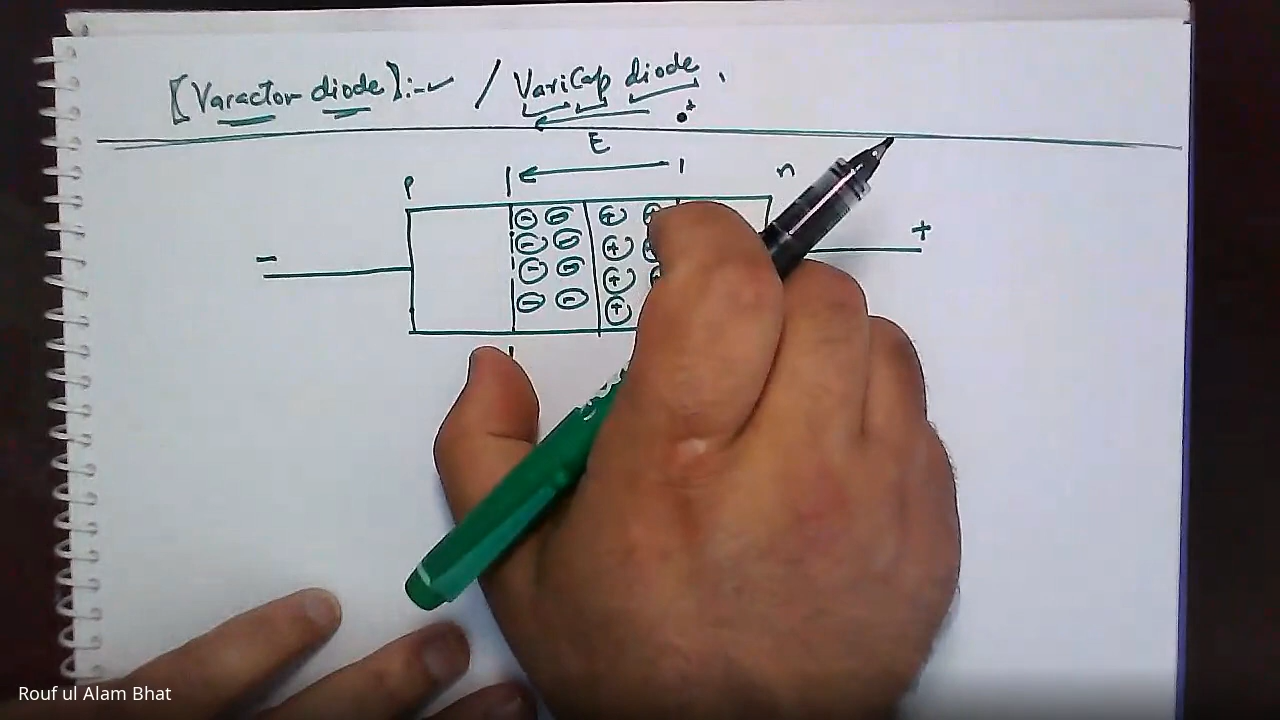 [Varactor diode]:- / VariCap diode.
E
P n
- +
- - + +
- - +
- - +
- - +
Rouf ul Alam Bhat